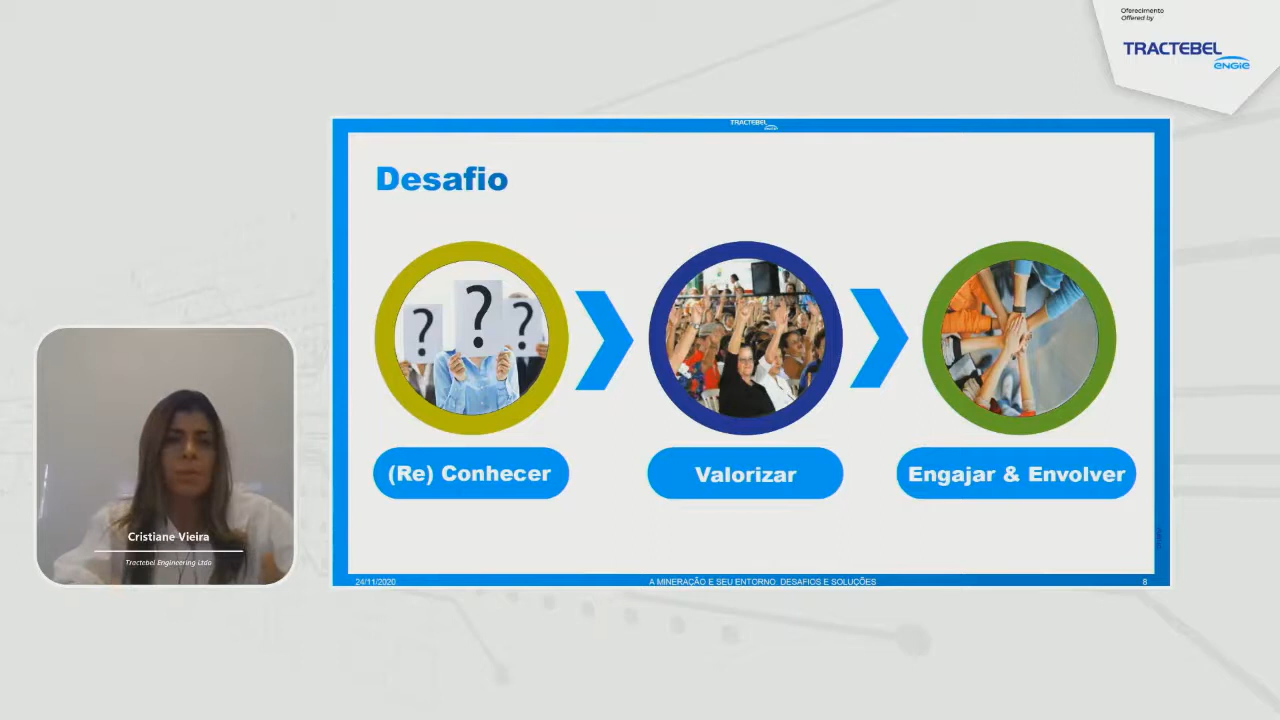 Oferecimento
Offered by
TRACTEBEL
ENGIE
TRACTEBEL
ENGIE
Desafio
? ? ?
(Re) Conhecer
Valorizar
Engajar & Envolver
Cristiane Vieira
Tractebel Engineering Ltda
24/11/2020
A MINERAÇÃO E SEU ENTORNO: DESAFIOS E SOLUÇÕES
8